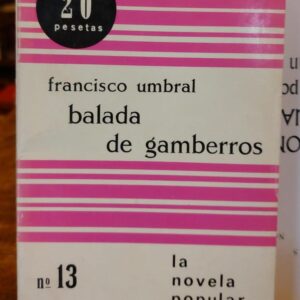 20
pesetas
francisco umbral
balada
de gamberros
nº 13
la
novela
popular